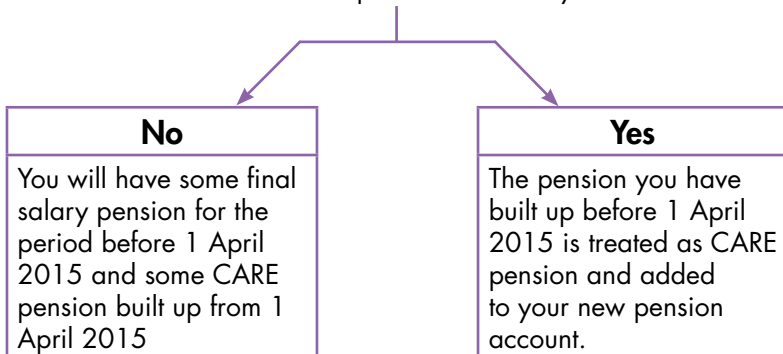 No
You will have some final
salary pension for the
period before 1 April
2015 and some CARE
pension built up from 1
April 2015
Yes
The pension you have
built up before 1 April
2015 is treated as CARE
pension and added
to your new pension
account.